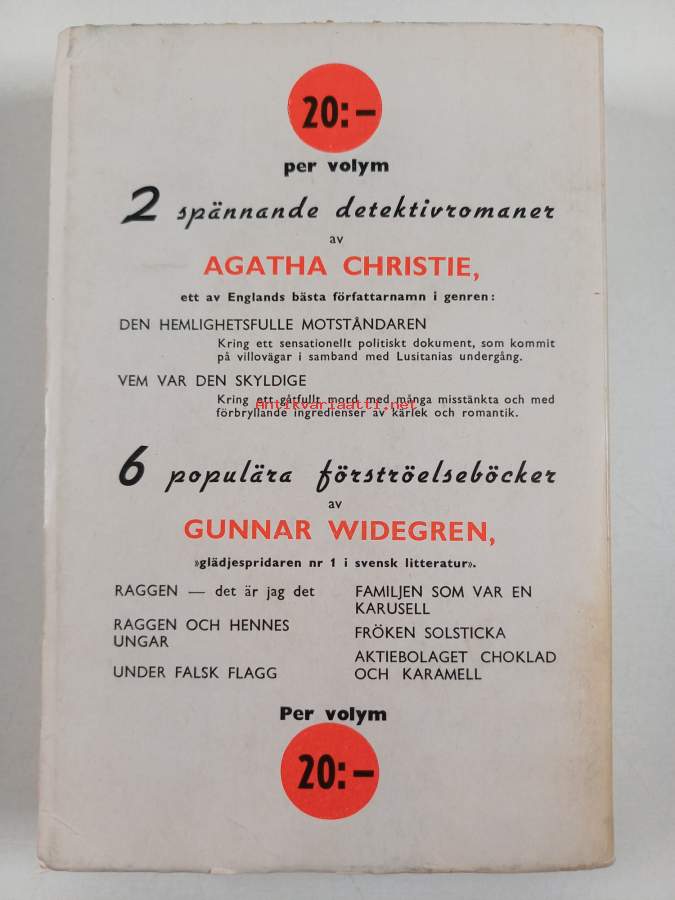 20:—
per volym
2 spännande detektivromaner
av
AGATHA CHRISTIE,
ett av Englands bästa författarnamn i genren:
DEN HEMLIGHETSFULLE MOTSTÅNDAREN
Kring ett sensationellt politiskt dokument, som kommit
på villovägar i samband med Lusitanias undergång.
VEM VAR DEN SKYLDIGE
Kring ett gåtfullt mord med många misstänkta och med
Antikvariaatti.net
förbryllande ingredienser av kärlek och romantik.
6 populära förströelseböcker
av
GUNNAR WIDEGREN,
»glädjespridaren nr 1 i svensk litteratur».
RAGGEN — det är jag det
RAGGEN OCH HENNES
UNGAR
UNDER FALSK FLAGG
FAMILJEN SOM VAR EN
KARUSELL
FRÖKEN SOLSTICKA
AKTIEBOLAGET CHOKLAD
OCH KARAMELL
Per volym
20:—